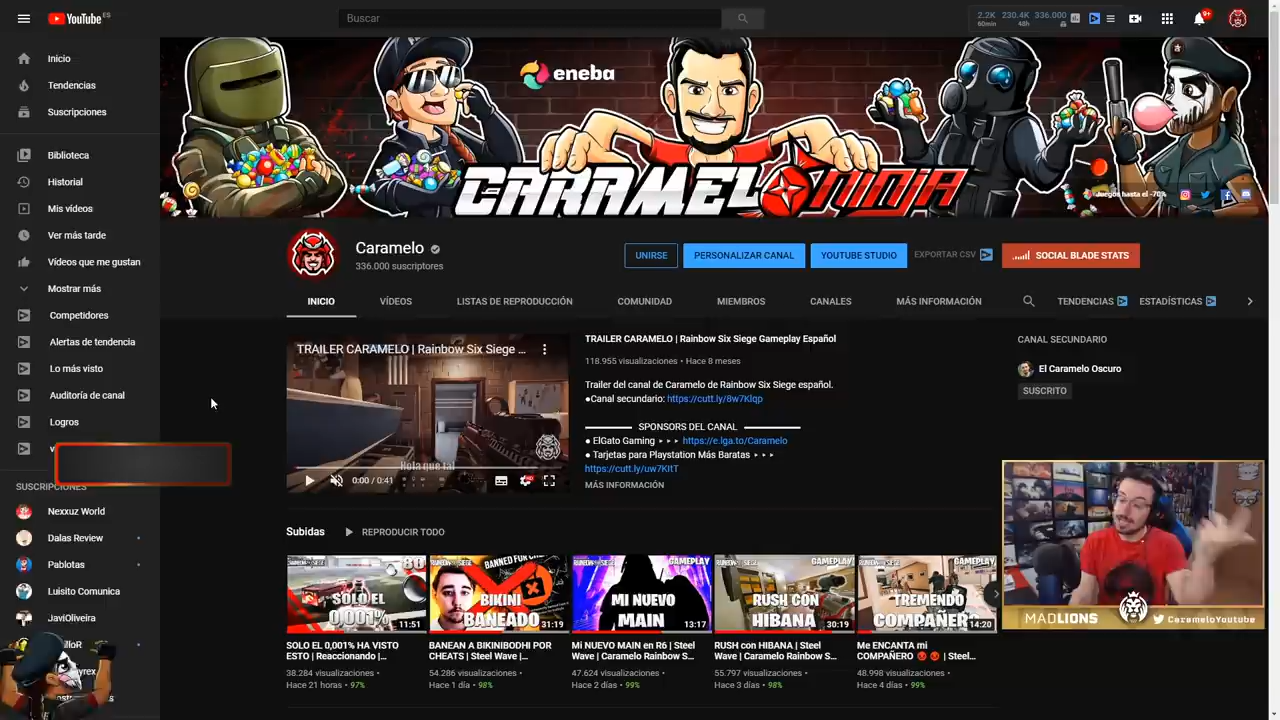 YouTube ES
Buscar
2.2K 230.4K 336.000
60min 48h
9+
Inicio
Tendencias
Suscripciones
Biblioteca
Historial
Mis vídeos
Ver más tarde
Vídeos que me gustan
Mostrar más
Competidores
Alertas de tendencia
Lo más visto
Auditoría de canal
Logros
SUSCRIPCIONES
Nexxuz World
Dalas Review
Pablotas
Luisito Comunica
JaviOliveira
eneba
CARAMELO NINJA
Juegos hasta el -70%
Caramelo
336.000 suscriptores
UNIRSE
PERSONALIZAR CANAL
YOUTUBE STUDIO
EXPORTAR CSV
SOCIAL BLADE STATS
INICIO
VÍDEOS
LISTAS DE REPRODUCCIÓN
COMUNIDAD
MIEMBROS
CANALES
MÁS INFORMACIÓN
TENDENCIAS
ESTADÍSTICAS
TRAILER CARAMELO | Rainbow Six Siege ...
Hola que tal
0:00 / 0:41
TRAILER CARAMELO | Rainbow Six Siege Gameplay Español
118.955 visualizaciones • Hace 8 meses
Trailer del canal de Caramelo de Rainbow Six Siege español.
●Canal secundario: https://cutt.ly/8w7Klqp
SPONSORS DEL CANAL
● ElGato Gaming ‣ ‣ ‣ https://e.lga.to/Caramelo
● Tarjetas para Playstation Más Baratas ‣ ‣ ‣
https://cutt.ly/uw7KItT
MÁS INFORMACIÓN
CANAL SECUNDARIO
El Caramelo Oscuro
SUSCRITO
Subidas
REPRODUCIR TODO
SOLO EL
0,001%
11:51
SOLO EL 0,001% HA VISTO
ESTO | Reaccionando |...
38.284 visualizaciones
Hace 21 horas • 97%
BANNED FOR CHEATS
BIKINI
BANEADO
31:19
BANEAN A BIKINIBODHI POR
CHEATS | Steel Wave |...
54.286 visualizaciones
Hace 1 día • 98%
GAMEPLAY
MI NUEVO
MAIN
13:17
Mi NUEVO MAIN en R6 | Steel
Wave | Caramelo Rainbow S...
47.624 visualizaciones
Hace 2 días • 99%
GAMEPLAY
RUSH CON
HIBANA
30:19
RUSH con HIBANA | Steel
Wave | Caramelo Rainbow S...
55.797 visualizaciones
Hace 3 días • 98%
GAMEPLAY
TREMENDO
COMPAÑER
14:20
Me ENCANTA mi
COMPAÑERO 😡 😡 | Steel...
48.998 visualizaciones
Hace 4 días • 99%
MADLIONS
CarameloYoutube